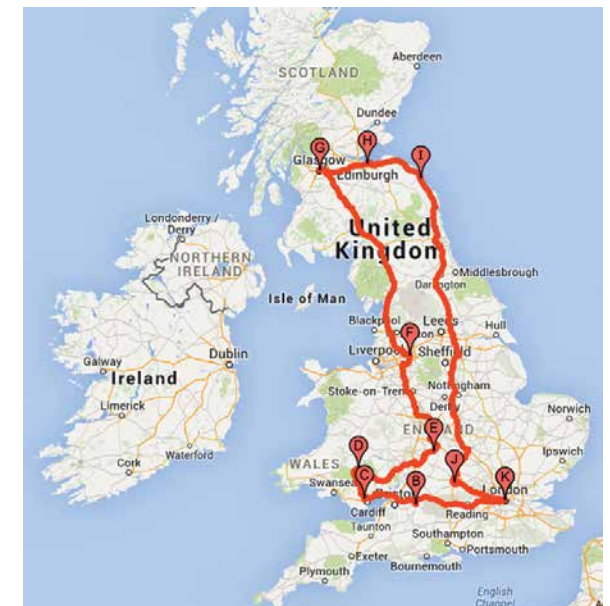 Aberdeen
SCOTLAND
Dundee
G
H
I
Glasgow
Edinburgh
United
Kingdom
Londonderry /
Derry
NORTHERN
IRELAND
Middlesbrough
Darlington
Isle of Man
Blackpool
Leeds
Hull
F
Liverpool
Sheffield
Galway
Dublin
Ireland
Stoke-on-Trent
Nottingham
Derby
Limerick
Norwich
ENGLAND
D
E
Cork
Waterford
WALES
Ipswich
C
J
K
B
Swansea
London
Cardiff
Bristol
Reading
Taunton
Southampton
Exeter
Portsmouth
Bournemouth
Plymouth
English
Channel